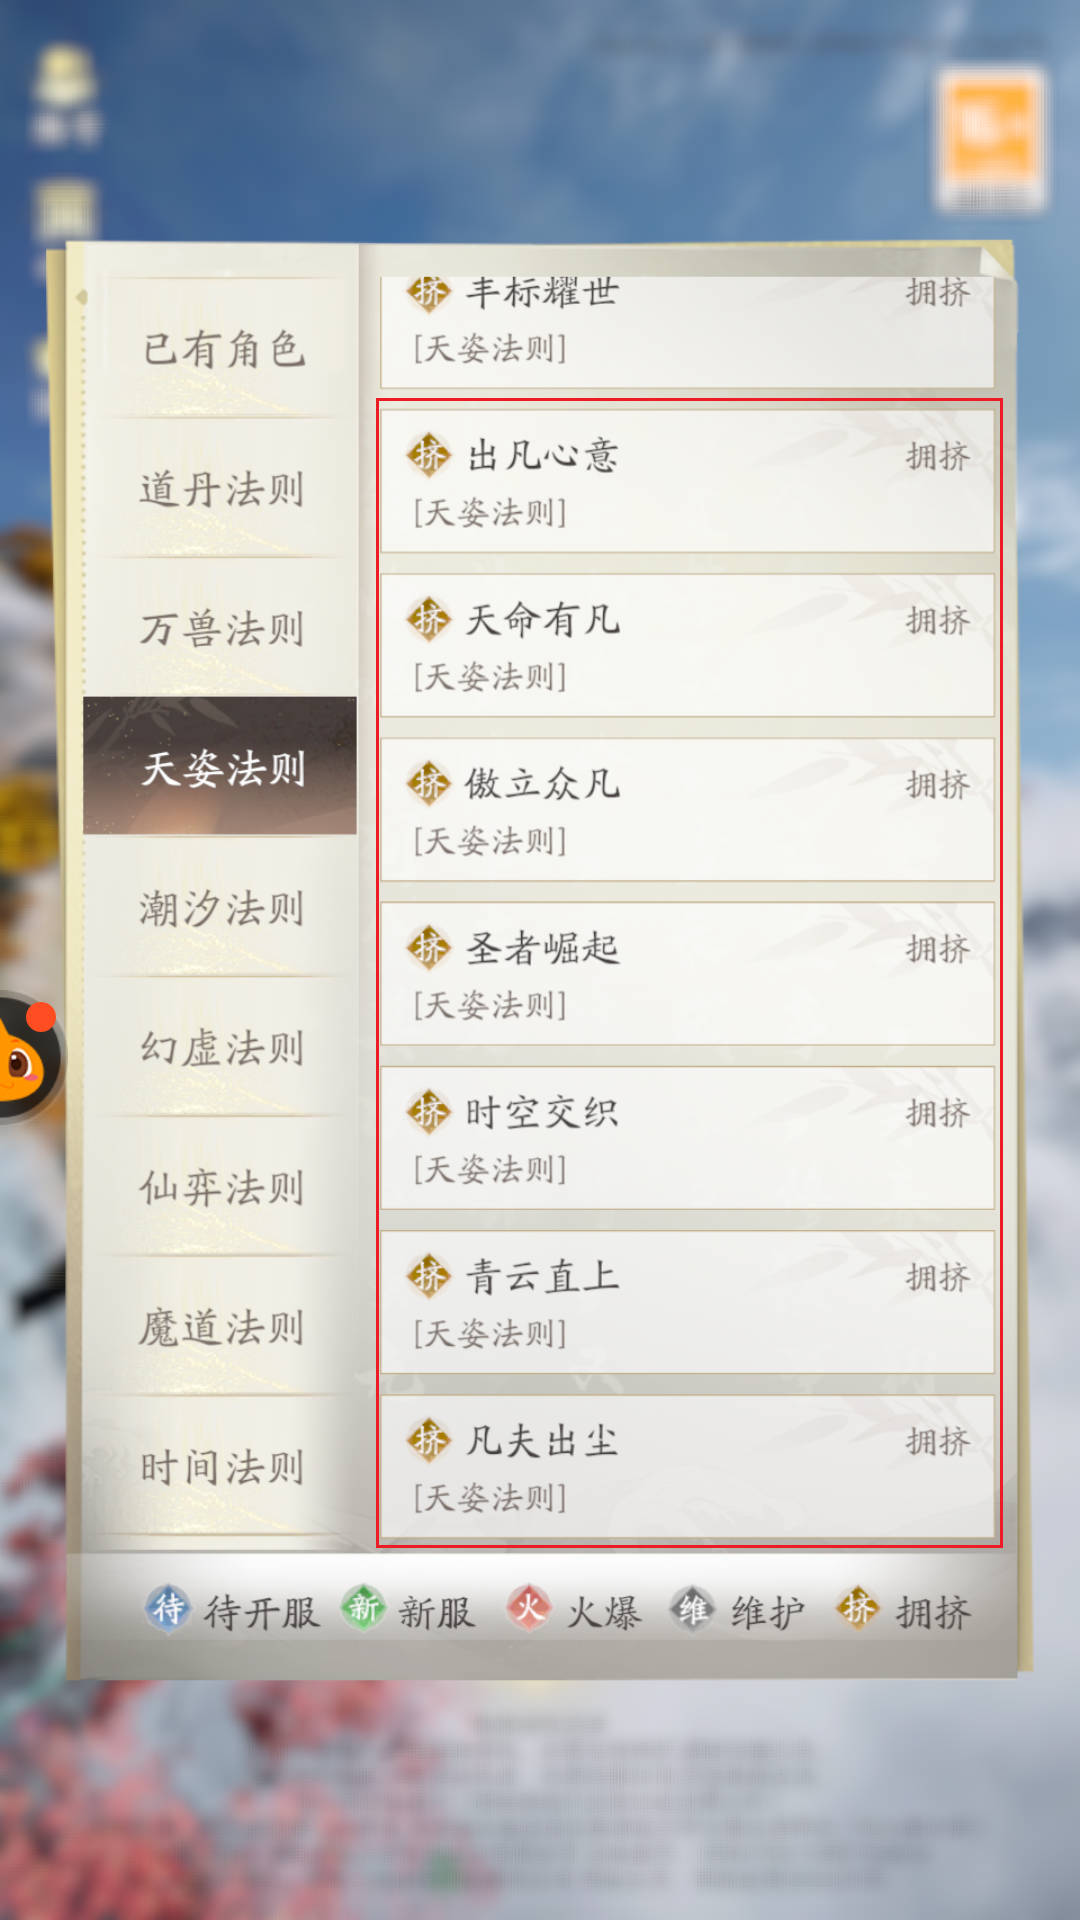 已有角色
道丹法则
万兽法则
天姿法则
潮汐法则
幻虚法则
仙弈法则
魔道法则
时间法则
挤 丰标耀世 拥挤
[天姿法则]
挤 出凡心意 拥挤
[天姿法则]
挤 天命有凡 拥挤
[天姿法则]
挤 傲立众凡 拥挤
[天姿法则]
挤 圣者崛起 拥挤
[天姿法则]
挤 时空交织 拥挤
[天姿法则]
挤 青云直上 拥挤
[天姿法则]
挤 凡夫出尘 拥挤
[天姿法则]
待 待开服 新 新服 火 火爆 维 维护 挤 拥挤